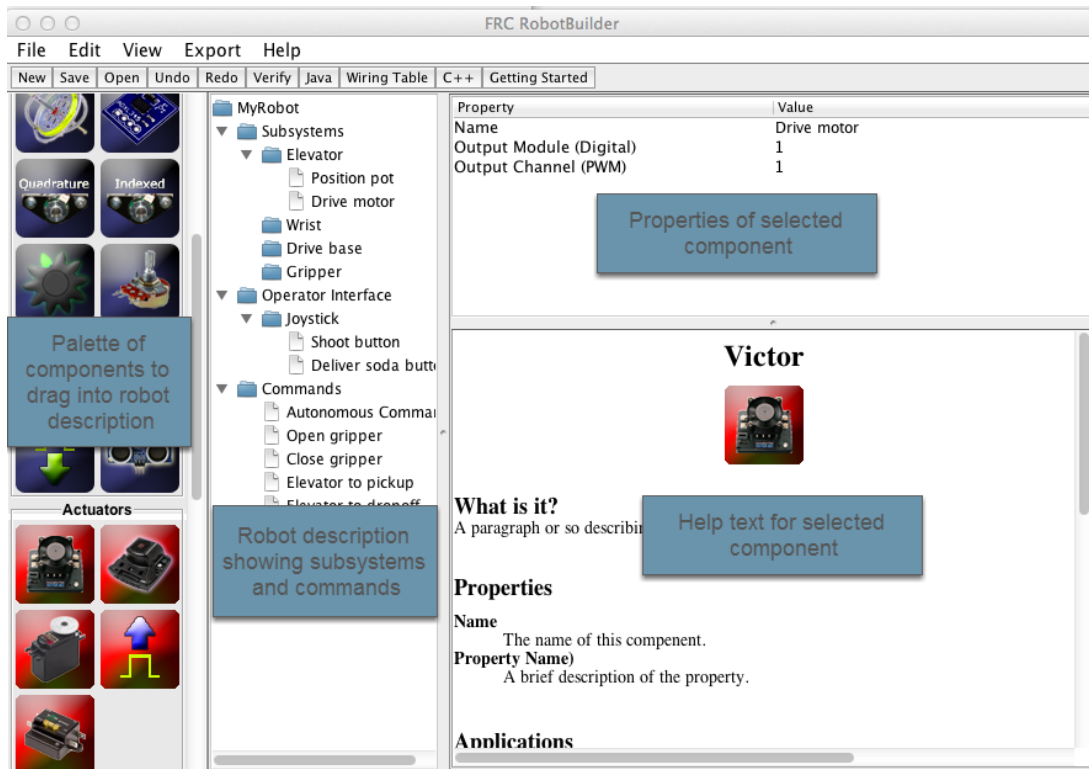 FRC RobotBuilder
File Edit View Export Help
New Save Open Undo Redo Verify Java Wiring Table C++ Getting Started
Quadrature
Indexed
Palette of
components to
drag into robot
description
Actuators
MyRobot
Subsystems
Elevator
Position pot
Drive motor
Wrist
Drive base
Gripper
Operator Interface
Joystick
Shoot button
Deliver soda butt
Commands
Autonomous Comma
Open gripper
Close gripper
Elevator to pickup
Elevator to dropoff
Robot description
showing subsystems
and commands
Property Value
Name Drive motor
Output Module (Digital) 1
Output Channel (PWM) 1
Properties of selected
component
Victor
What is it?
A paragraph or so describin
Help text for selected
component
Properties
Name
The name of this compenent.
Property Name)
A brief description of the property.
Applications